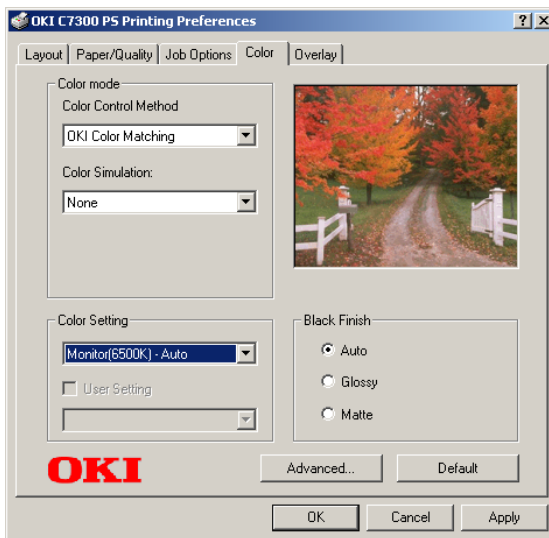 OKI C7300 PS Printing Preferences
Layout Paper/Quality Job Options Color Overlay
Color mode
Color Control Method
OKI Color Matching
Color Simulation:
None
Color Setting
Monitor(6500K) - Auto
User Setting
Black Finish
Auto
Glossy
Matte
OKI
Advanced... Default
OK Cancel Apply